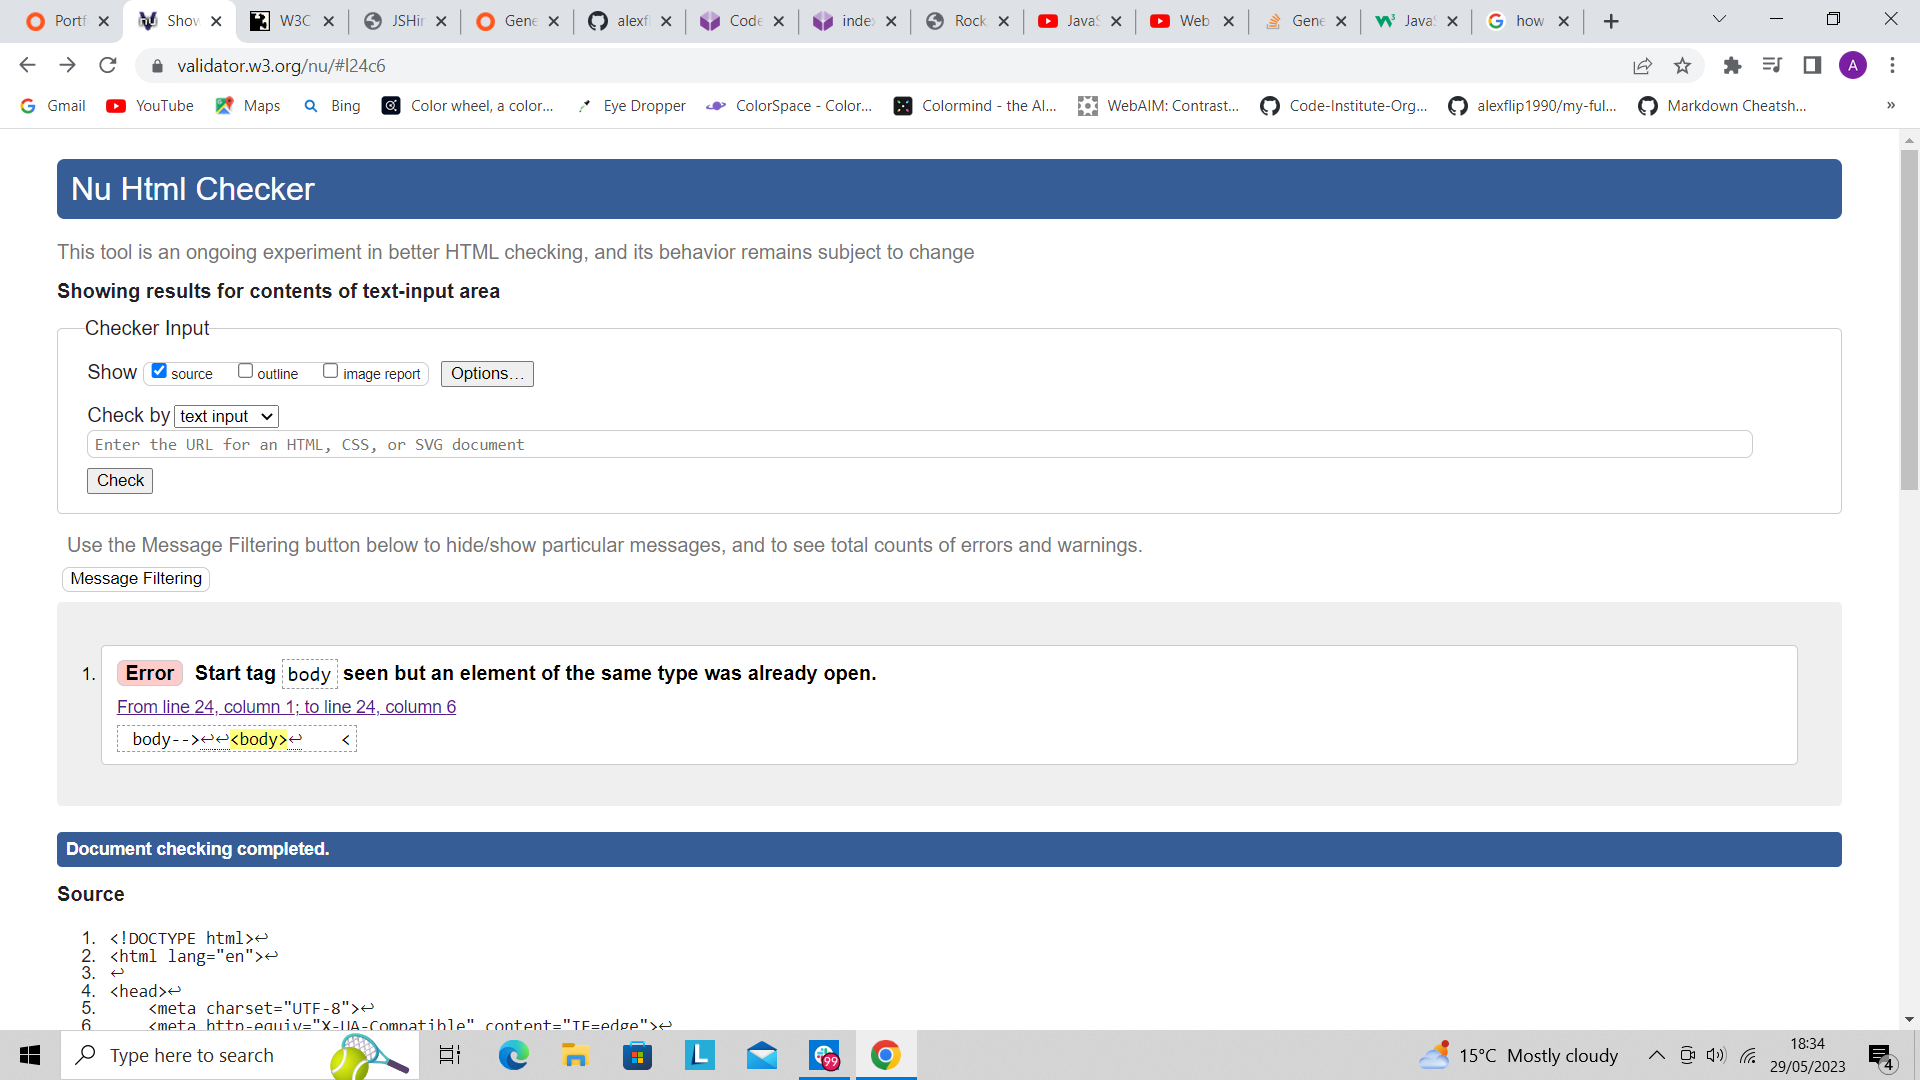 Portf
Show
W3C
JSHin
Gene
alexfl
Code
index
Rock
JavaS
Web
Gene
JavaS
how
validator.w3.org/nu/#l24c6
A
Gmail
YouTube
Maps
Bing
Color wheel, a color...
Eye Dropper
ColorSpace - Color...
Colormind - the AI...
WebAIM: Contrast...
Code-Institute-Org...
alexflip1990/my-ful...
Markdown Cheatsh...
»
Nu Html Checker
This tool is an ongoing experiment in better HTML checking, and its behavior remains subject to change
Showing results for contents of text-input area
Checker Input
Show source outline image report Options...
Check by text input
Enter the URL for an HTML, CSS, or SVG document
Check
Use the Message Filtering button below to hide/show particular messages, and to see total counts of errors and warnings.
Message Filtering
1. Error Start tag body seen but an element of the same type was already open.
From line 24, column 1; to line 24, column 6
body-->↩↩<body>↩    <
Document checking completed.
Source
1. <!DOCTYPE html>↩
2. <html lang="en">↩
3. ↩
4. <head>↩
5.     <meta charset="UTF-8">↩
6.     <meta http-equiv="X-UA-Compatible" content="IE=edge">↩
Type here to search
L
99
15°C Mostly cloudy
18:34
29/05/2023
4